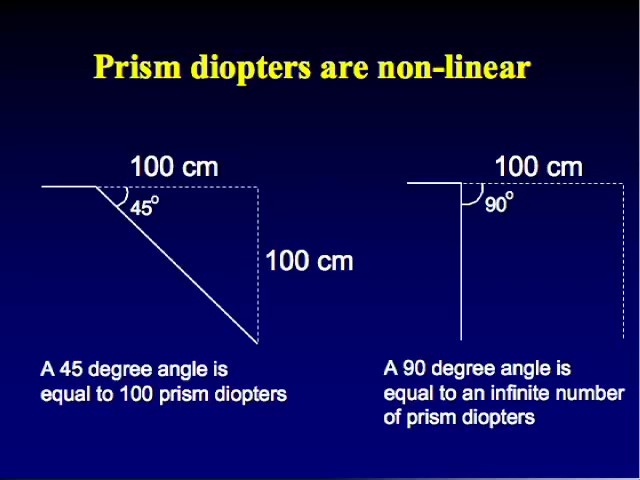 Prism diopters are non-linear
100 cm
45°
100 cm
A 45 degree angle is
equal to 100 prism diopters
100 cm
90°
A 90 degree angle is
equal to an infinite number
of prism diopters